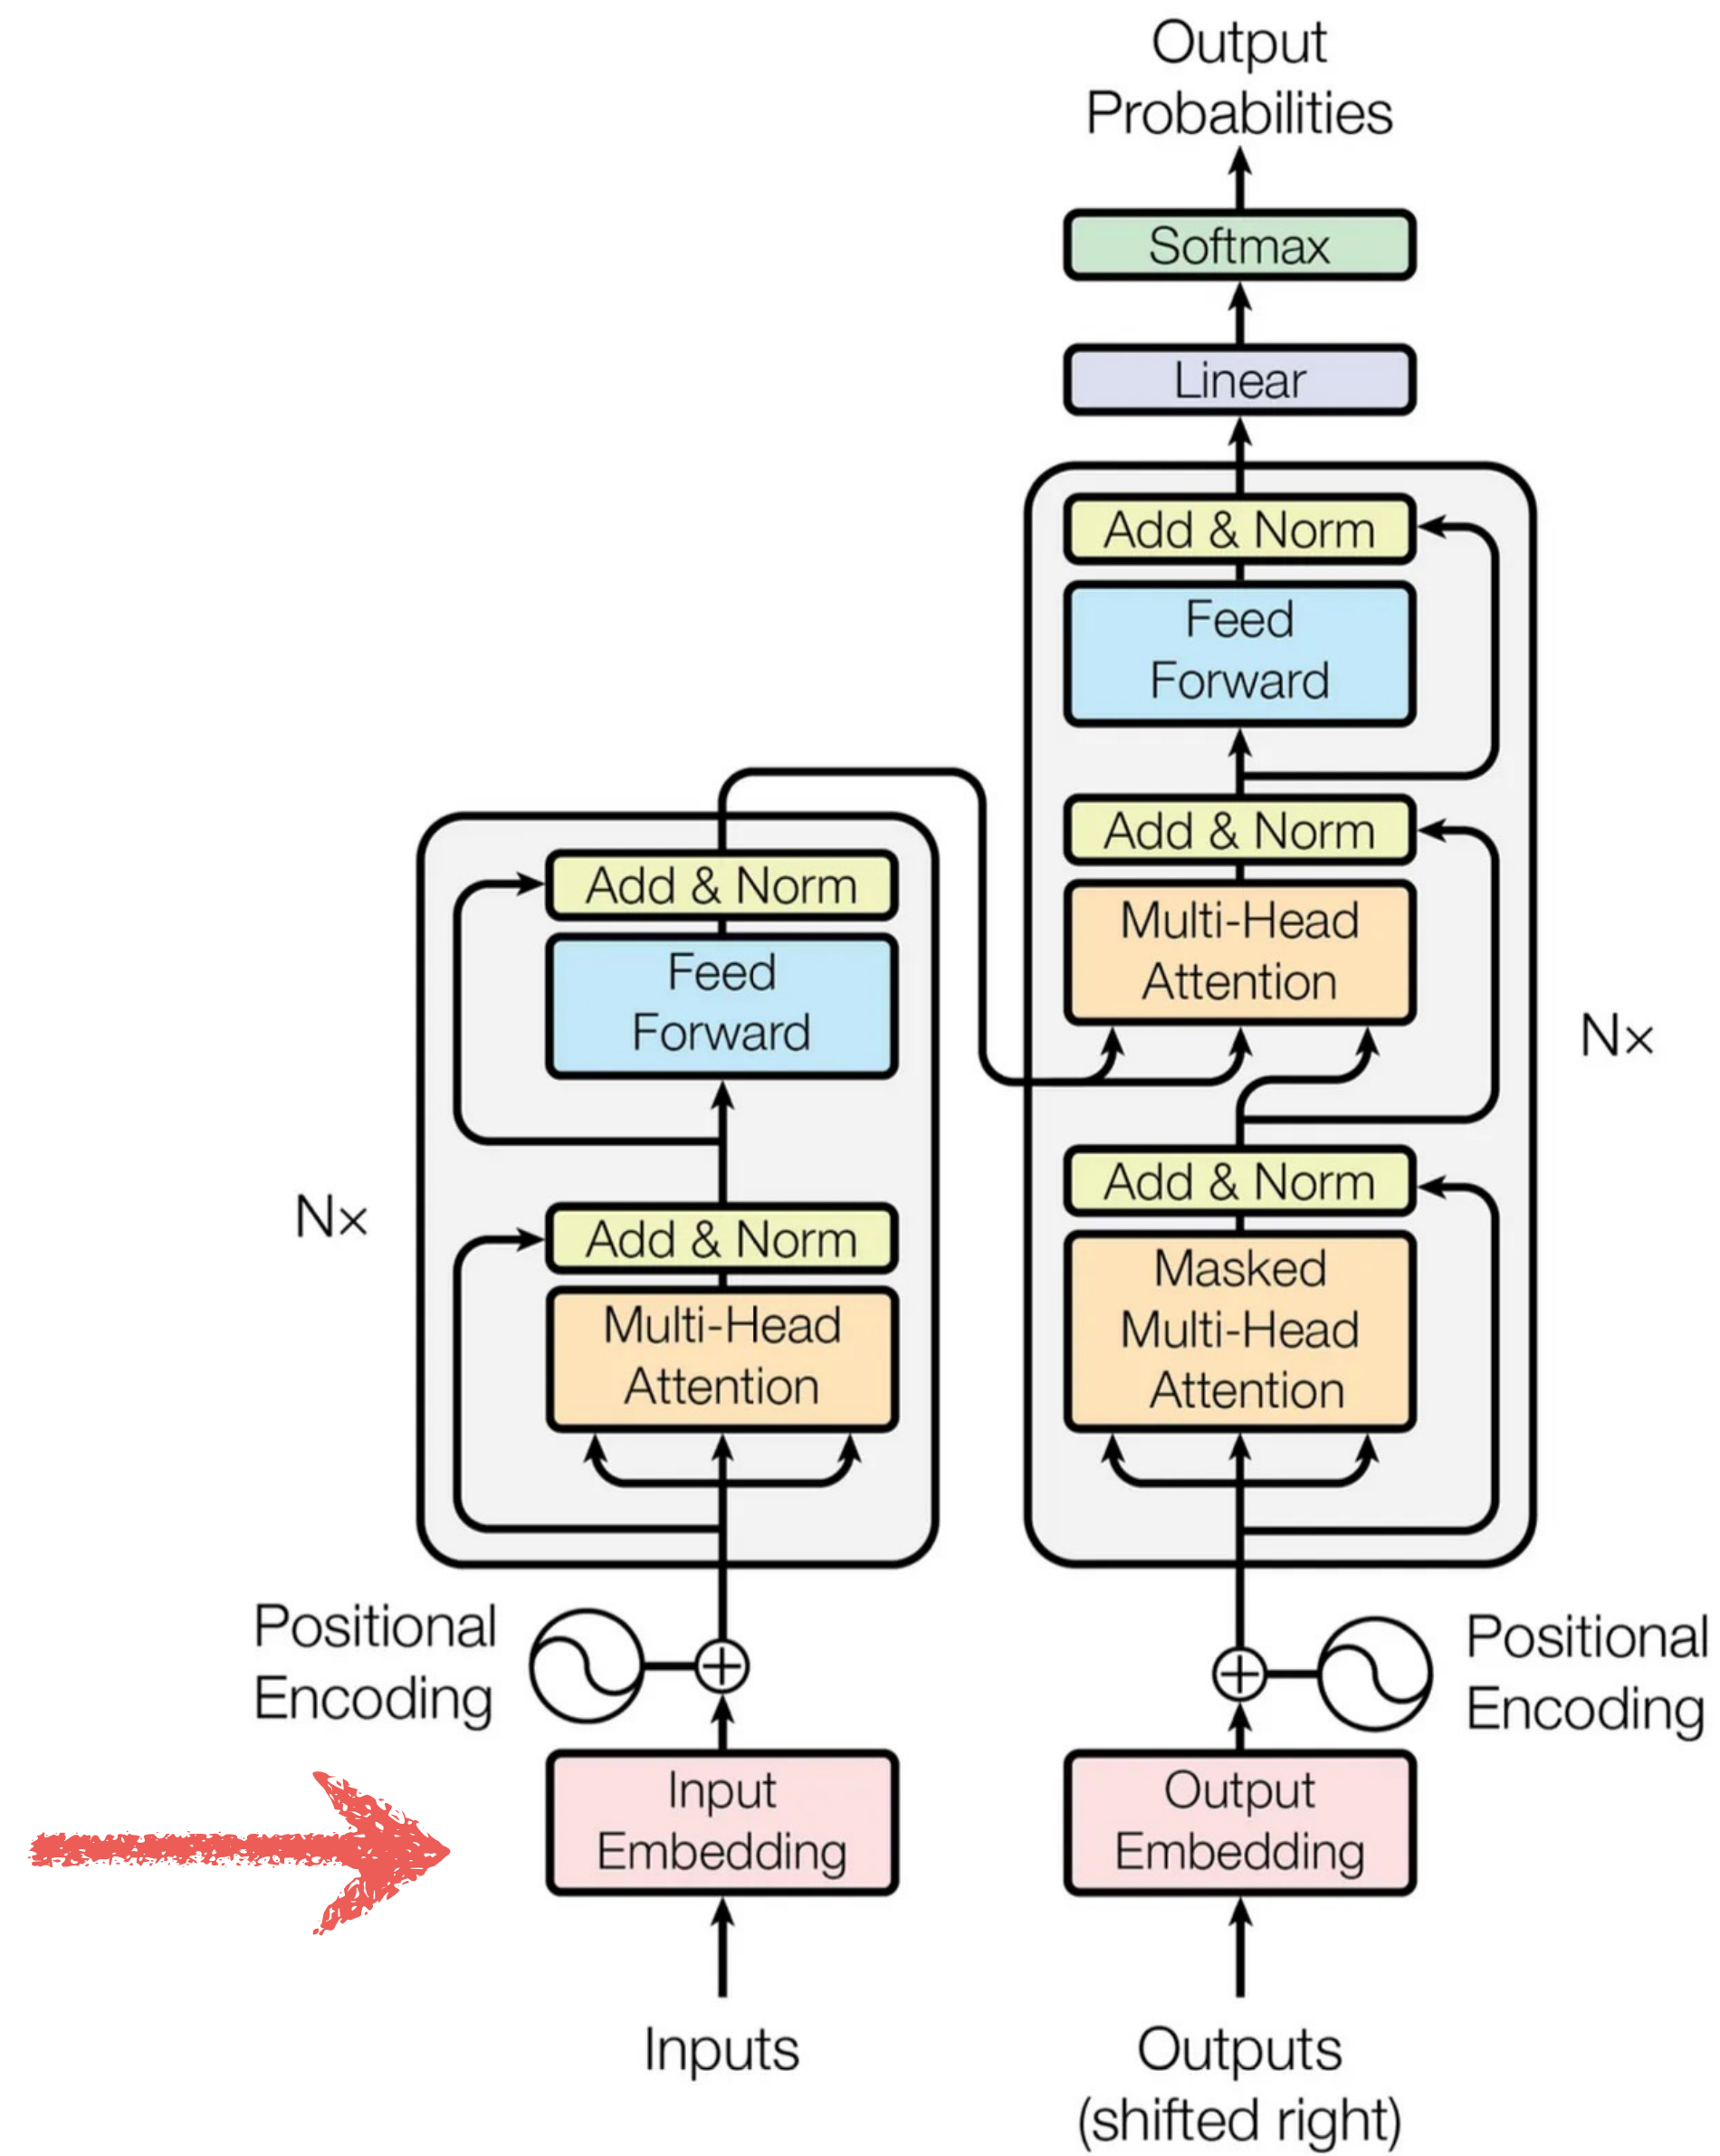 Output
Probabilities
Softmax
Linear
Add & Norm
Feed
Forward
Add & Norm
Multi-Head
Attention
Add & Norm
Masked
Multi-Head
Attention
N×
Add & Norm
Feed
Forward
Add & Norm
Multi-Head
Attention
N×
Positional
Encoding
Positional
Encoding
Input
Embedding
Output
Embedding
Inputs
Outputs
(shifted right)